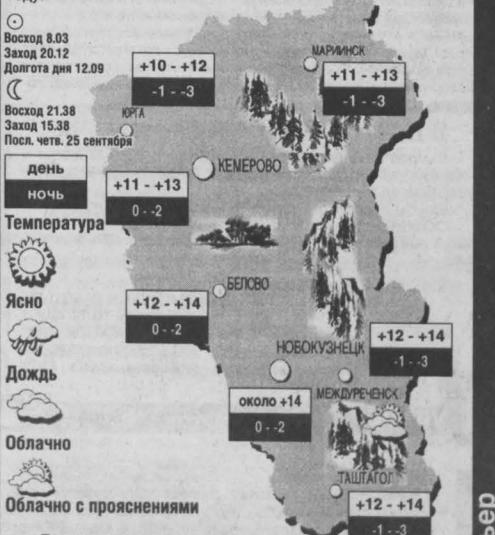 Восход 8.03
Заход 20.12
Долгота дня 12.09
Восход 21.38
Заход 15.38
Посл. четв. 25 сентября
день
ночь
Температура
Ясно
Дождь
Облачно
Облачно с прояснениями
+10 - +12
-1 - -3
ЮРГА
МАРИИНСК
+11 - +13
-1 - -3
КЕМЕРОВО
+11 - +13
0 - -2
БЕЛОВО
+12 - +14
0 - -2
НОВОКУЗНЕЦК
около +14
0 - -2
+12 - +14
-1 - -3
МЕЖДУРЕЧЕНСК
ТАШТАГОЛ
+12 - +14
-1 - -3